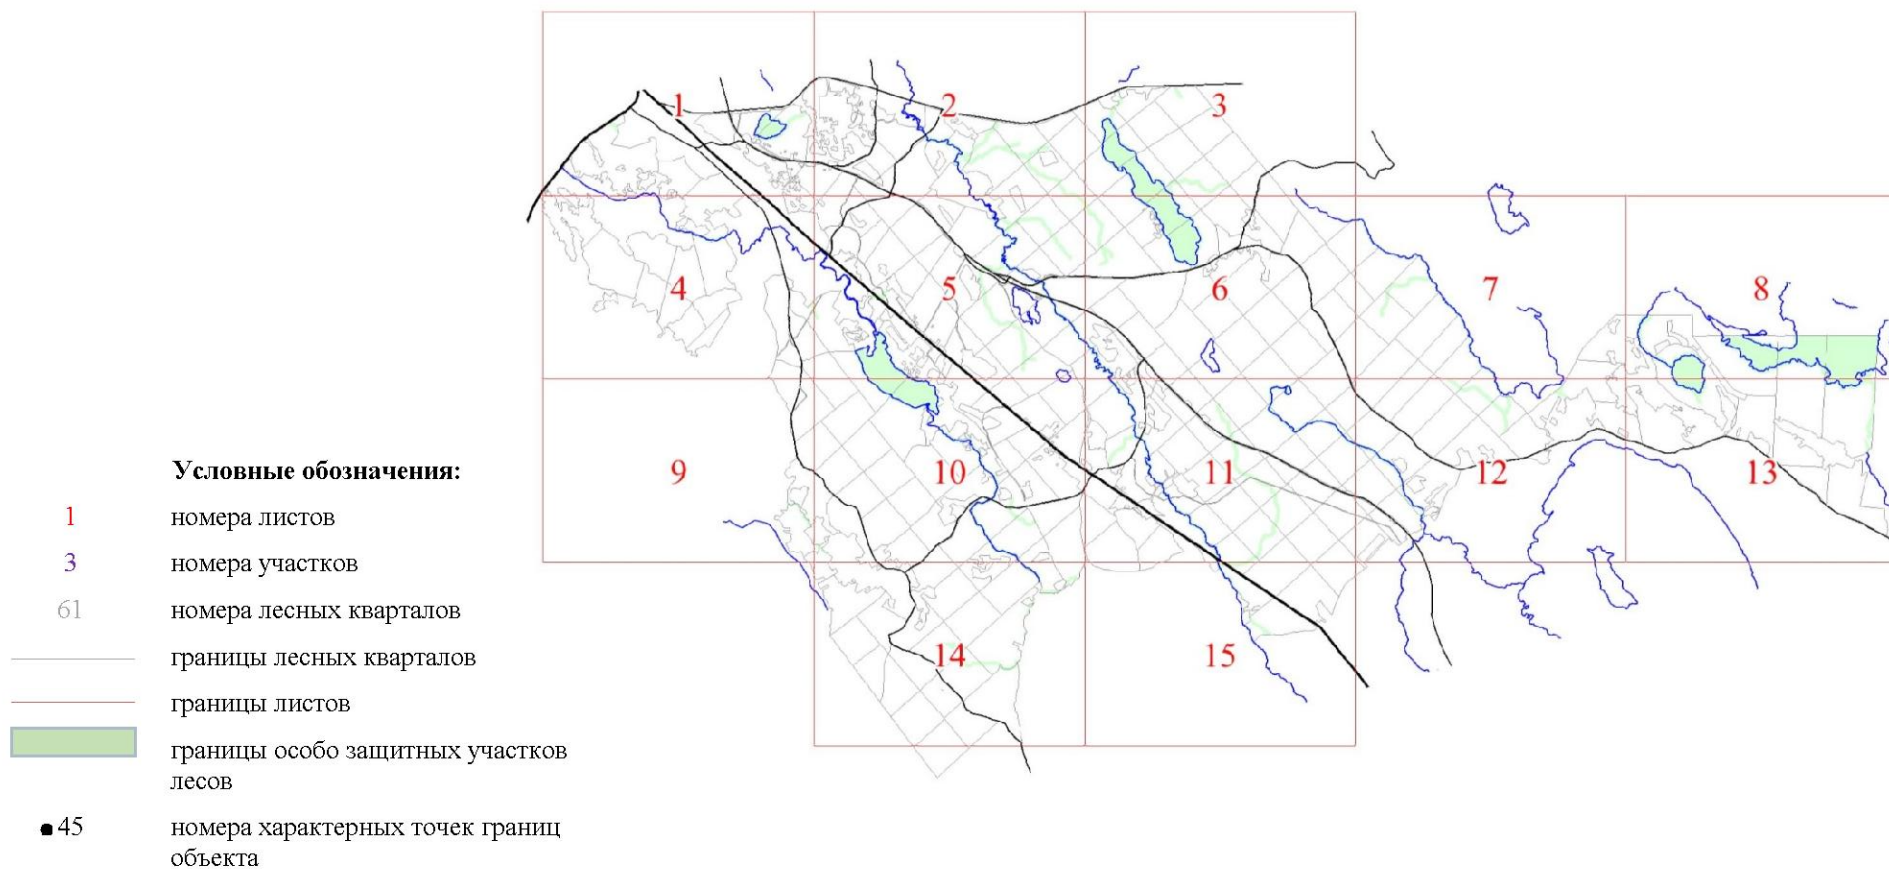 1
2
3
4
5
6
7
8
9
10
11
12
13
14
15
Условные обозначения:
1 номера листов
3 номера участков
61 номера лесных кварталов
границы лесных кварталов
границы листов
границы особо защитных участков
лесов
45 номера характерных точек границ
объекта